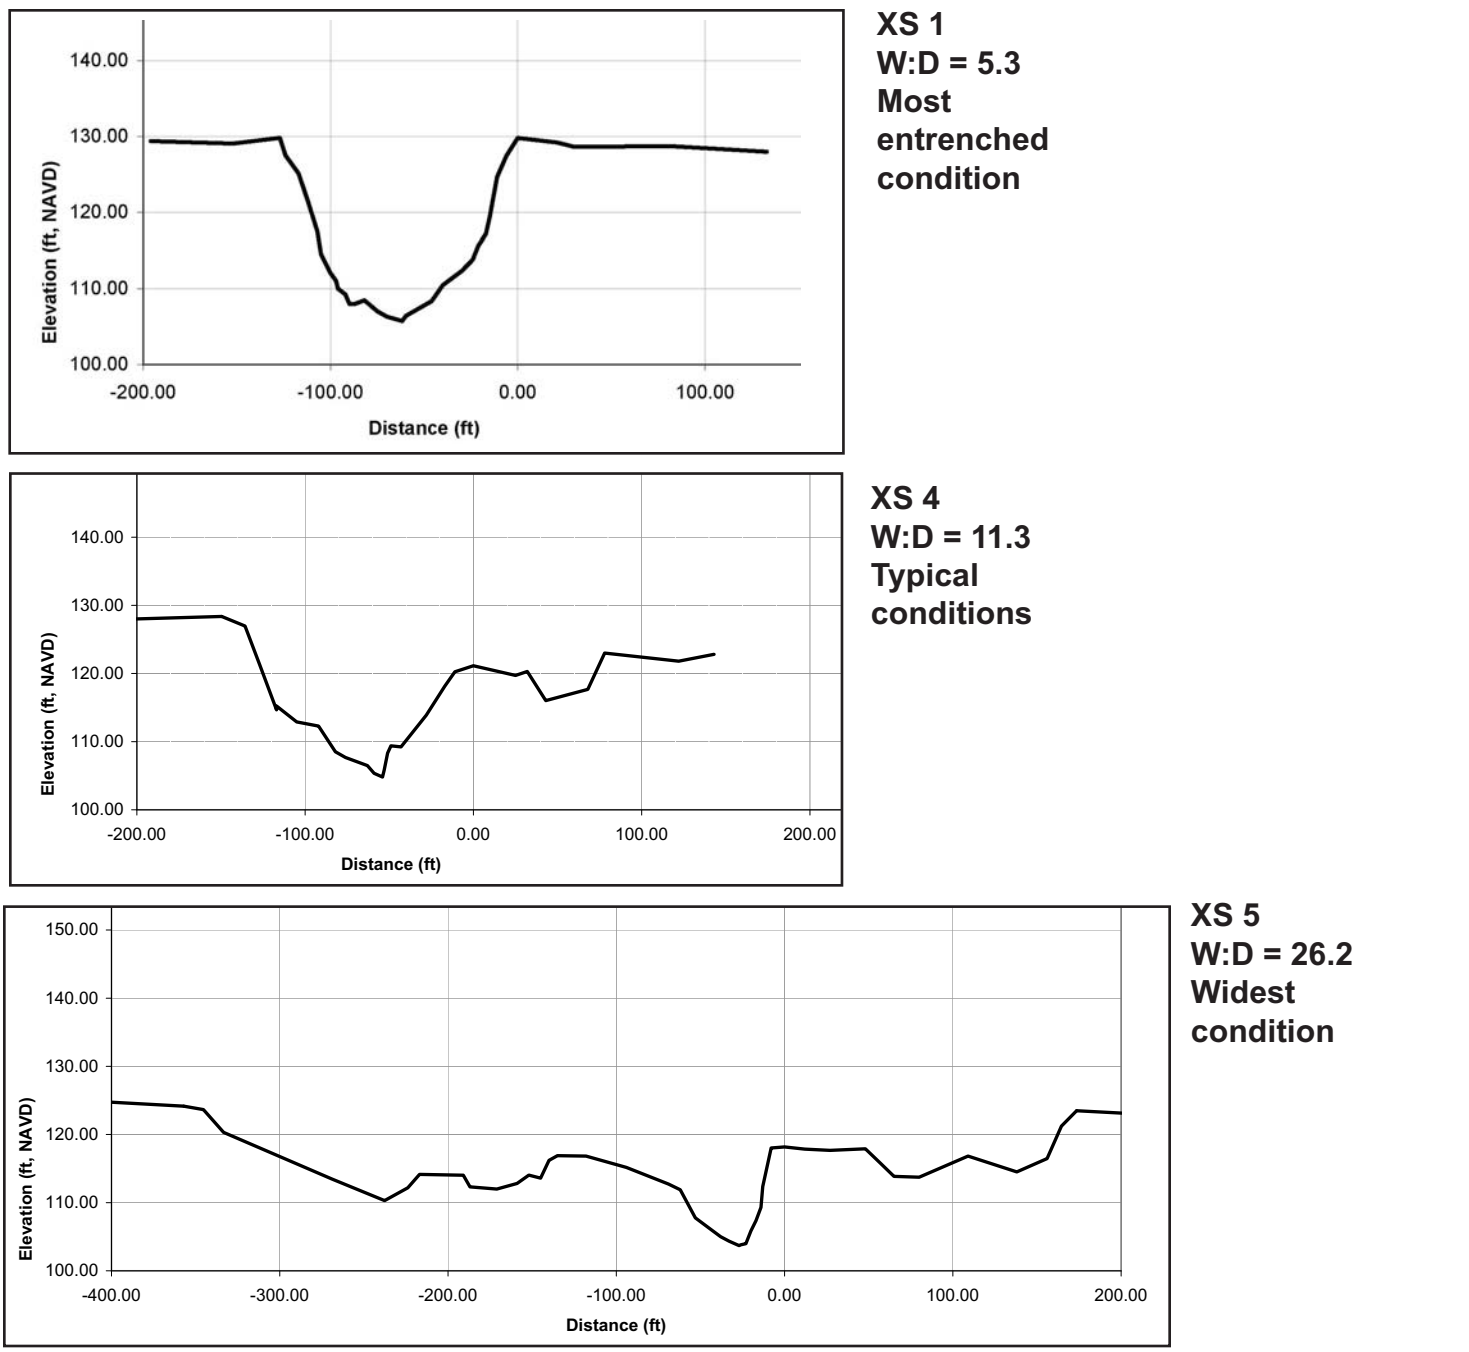 XS 1
W:D = 5.3
Most
entrenched
condition
140.00
130.00
120.00
110.00
100.00
Elevation (ft, NAVD)
-200.00 -100.00 0.00 100.00
Distance (ft)
XS 4
W:D = 11.3
Typical
conditions
140.00
130.00
120.00
110.00
100.00
Elevation (ft, NAVD)
-200.00 -100.00 0.00 100.00 200.00
Distance (ft)
XS 5
W:D = 26.2
Widest
condition
150.00
140.00
130.00
120.00
110.00
100.00
Elevation (ft, NAVD)
-400.00 -300.00 -200.00 -100.00 0.00 100.00 200.00
Distance (ft)